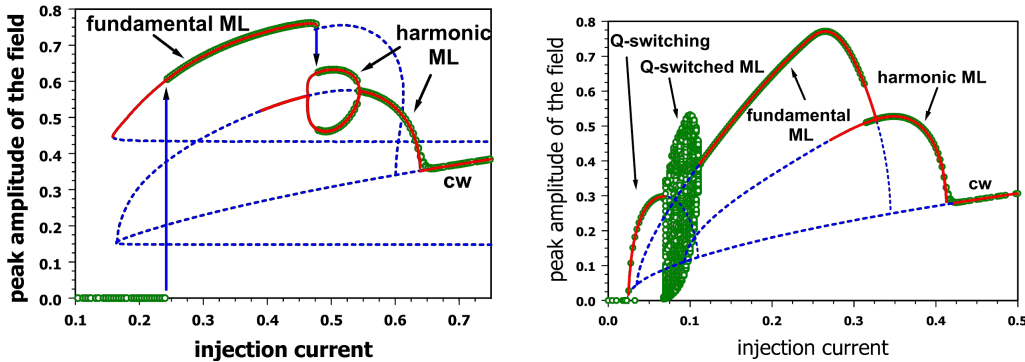 fundamental ML
harmonic
ML
cw
0.8
0.7
0.6
0.5
0.4
0.3
0.2
0.1
0.0
0.1
0.2
0.3
0.4
0.5
0.6
0.7
peak amplitude of the field
injection current
Q-switching
Q-switched ML
harmonic ML
fundamental
ML
cw
0.8
0.7
0.6
0.5
0.4
0.3
0.2
0.1
0.0
0.0
0.1
0.2
0.3
0.4
0.5
peak amplitude of the field
injection current